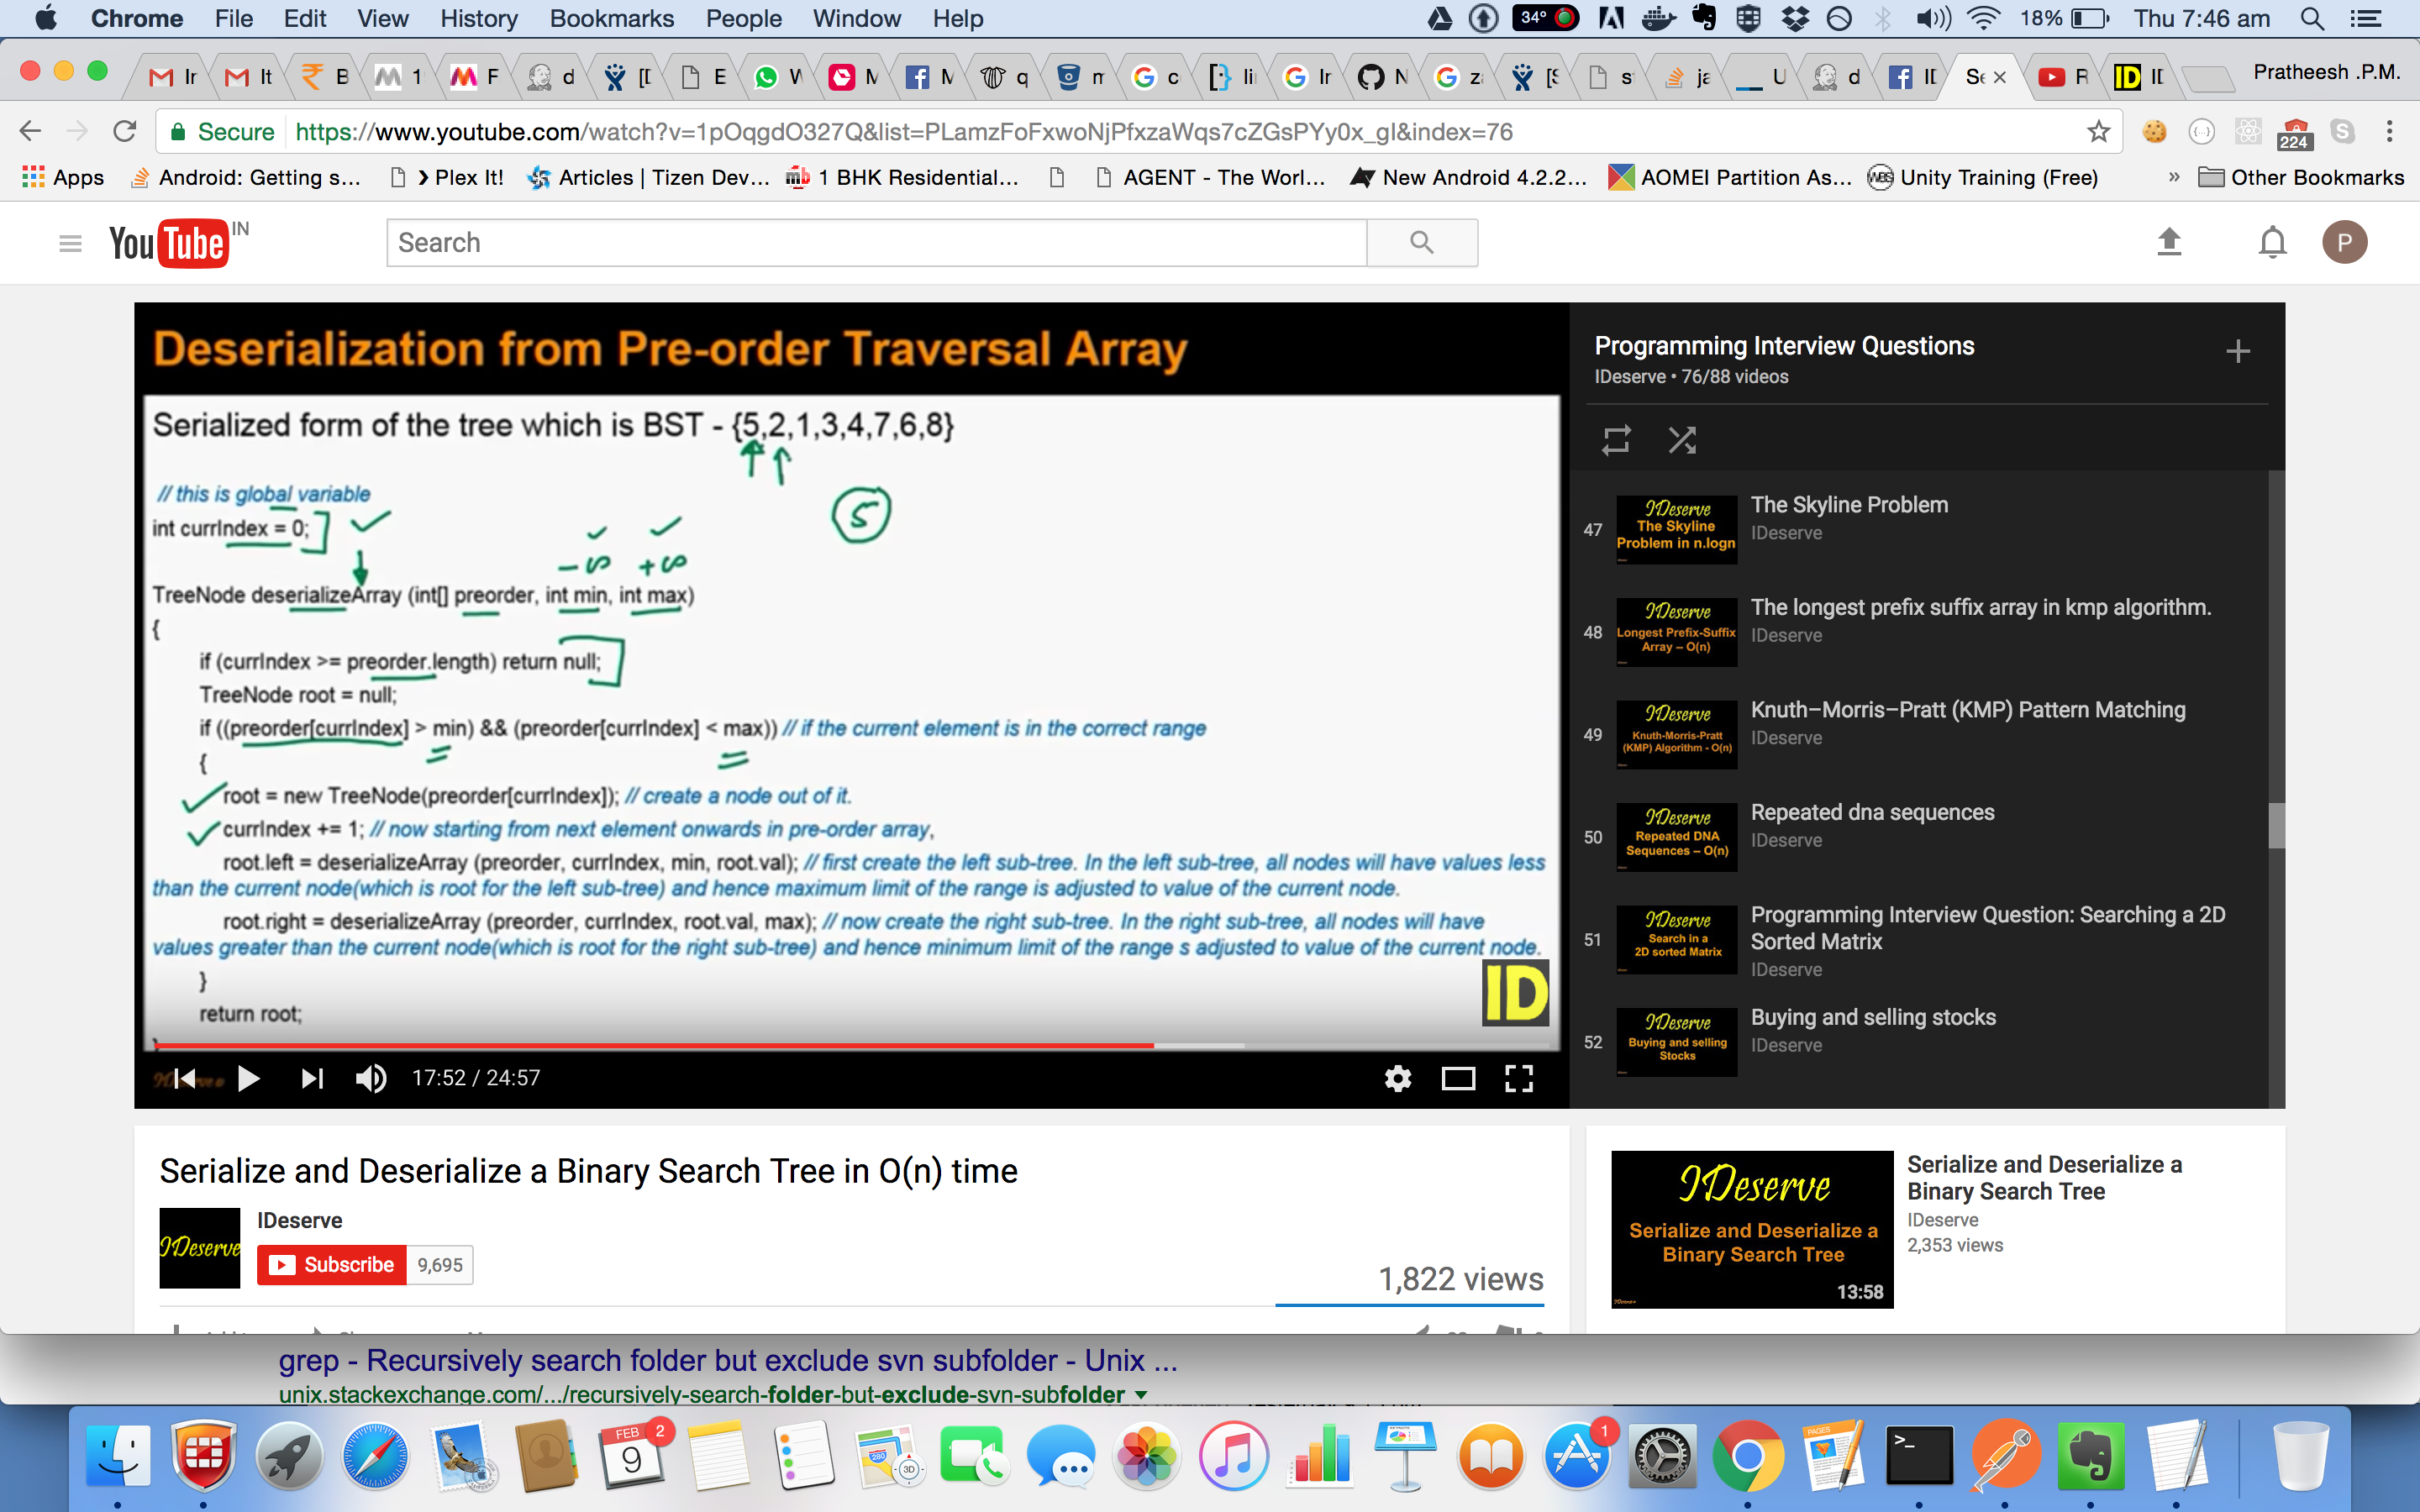 Chrome File Edit View History Bookmarks People Window Help 34° 18% Thu 7:46 am
Ir It B 1 F d [I E W M M q m c li Ir N z [S s ja U d II Se R II Pratheesh .P.M.
Secure https://www.youtube.com/watch?v=1pOqgdO327Q&list=PLamzFoFxwoNjPfxzaWqs7cZGsPYy0x_gI&index=76 224
Apps Android: Getting s... Plex It! Articles | Tizen Dev... 1 BHK Residential... AGENT - The Worl... New Android 4.2.2... AOMEI Partition As... Unity Training (Free) » Other Bookmarks
YouTube IN Search P
Deserialization from Pre-order Traversal Array
Serialized form of the tree which is BST - {5,2,1,3,4,7,6,8}
// this is global variable
5
int currIndex = 0;
-∞ +∞
TreeNode deserializeArray (int[] preorder, int min, int max)
{
if (currIndex >= preorder.length) return null;
TreeNode root = null;
if ((preorder[currIndex] > min) && (preorder[currIndex] < max)) // if the current element is in the correct range
{
root = new TreeNode(preorder[currIndex]); // create a node out of it.
currIndex += 1; // now starting from next element onwards in pre-order array,
root.left = deserializeArray (preorder, currIndex, min, root.val); // first create the left sub-tree. In the left sub-tree, all nodes will have values less
than the current node(which is root for the left sub-tree) and hence maximum limit of the range is adjusted to value of the current node.
root.right = deserializeArray (preorder, currIndex, root.val, max); // now create the right sub-tree. In the right sub-tree, all nodes will have
values greater than the current node(which is root for the right sub-tree) and hence minimum limit of the range s adjusted to value of the current node.
}
return root;
}
ID
17:52 / 24:57
Programming Interview Questions
IDeserve • 76/88 videos
47
IDeserve
The Skyline
Problem in n.logn
The Skyline Problem
IDeserve
48
IDeserve
Longest Prefix-Suffix
Array – O(n)
The longest prefix suffix array in kmp algorithm.
IDeserve
49
IDeserve
Knuth-Morris-Pratt
(KMP) Algorithm - O(n)
Knuth–Morris–Pratt (KMP) Pattern Matching
IDeserve
50
IDeserve
Repeated DNA
Sequences – O(n)
Repeated dna sequences
IDeserve
51
IDeserve
Search in a
2D sorted Matrix
Programming Interview Question: Searching a 2D
Sorted Matrix
IDeserve
52
IDeserve
Buying and selling
Stocks
Buying and selling stocks
IDeserve
Serialize and Deserialize a Binary Search Tree in O(n) time
IDeserve
IDeserve
Subscribe 9,695
1,822 views
IDeserve
Serialize and Deserialize a
Binary Search Tree
13:58
Serialize and Deserialize a
Binary Search Tree
IDeserve
2,353 views
grep - Recursively search folder but exclude svn subfolder - Unix ...
unix.stackexchange.com/.../recursively-search-folder-but-exclude-svn-subfolder
FEB
9
2
280
3D
1
PAGES
>_